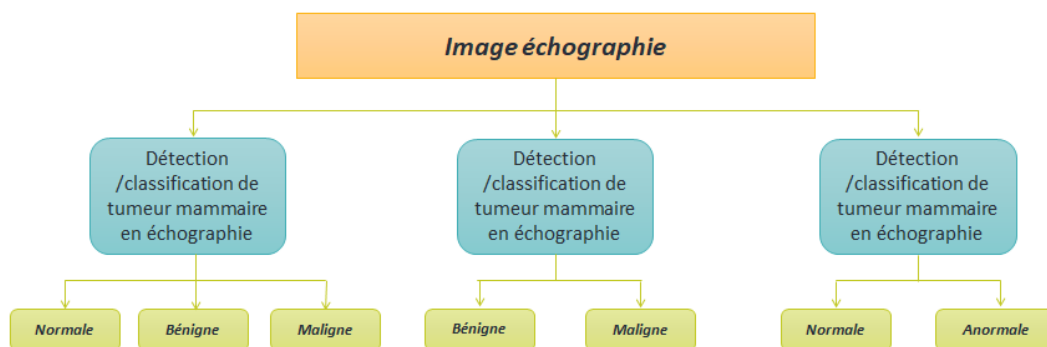 Image échographie
Détection
/classification de
tumeur mammaire
en échographie
Détection
/classification de
tumeur mammaire
en échographie
Détection
/classification de
tumeur mammaire
en échographie
Normale
Bénigne
Maligne
Bénigne
Maligne
Normale
Anormale